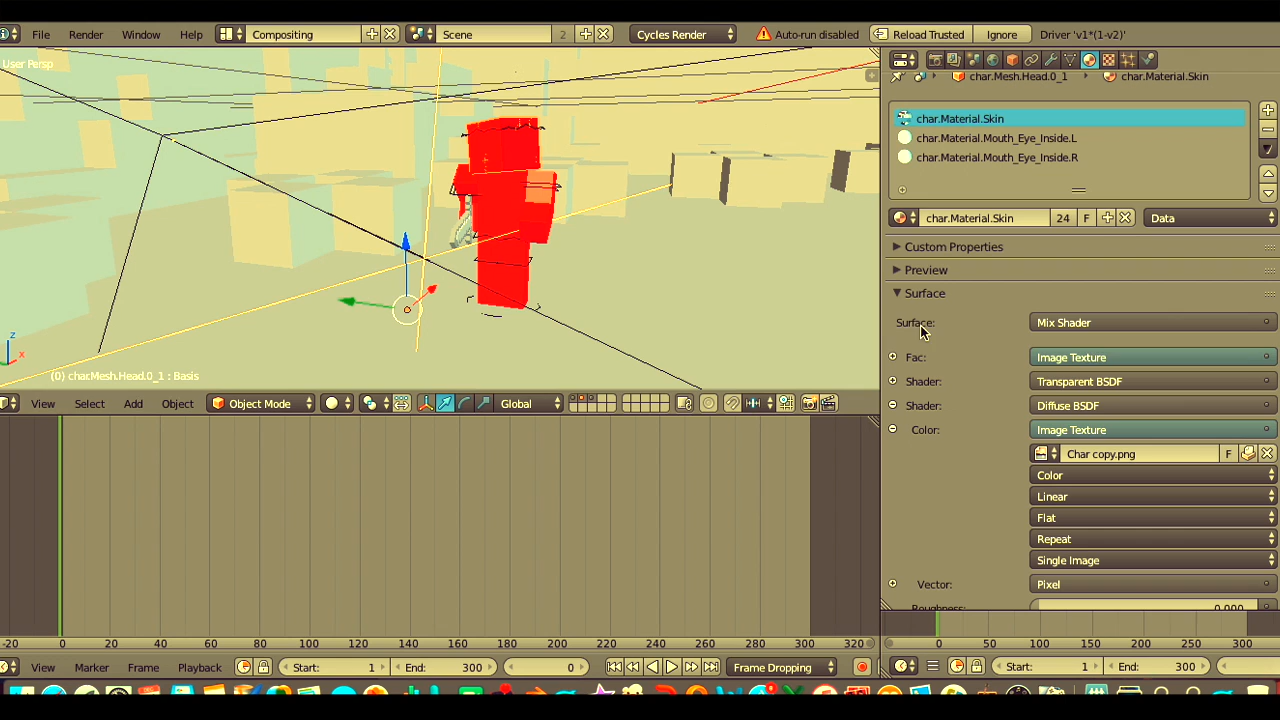 File Render Window Help Compositing Scene 2 Cycles Render Auto-run disabled Reload Trusted Ignore Driver 'v1*(1-v2)'
User Persp
char.Mesh.Head.0_1 char.Material.Skin
char.Material.Skin
char.Material.Mouth_Eye_Inside.L
char.Material.Mouth_Eye_Inside.R
char.Material.Skin 24 F Data
Custom Properties
Preview
Surface
Surface: Mix Shader
Fac: Image Texture
Shader: Transparent BSDF
Shader: Diffuse BSDF
Color: Image Texture
Char copy.png F
Color
Linear
Flat
Repeat
Single Image
Vector: Pixel
Roughness: 0.000
z
x
(0) char.Mesh.Head.0_1 : Basis
View Select Add Object Object Mode Global
-20 0 20 40 60 80 100 120 140 160 180 200 220 240 260 280 300 320
View Marker Frame Playback Start: 1 End: 300 0 Frame Dropping
0 50 100 150 200 250 300
Start: 1 End: 300